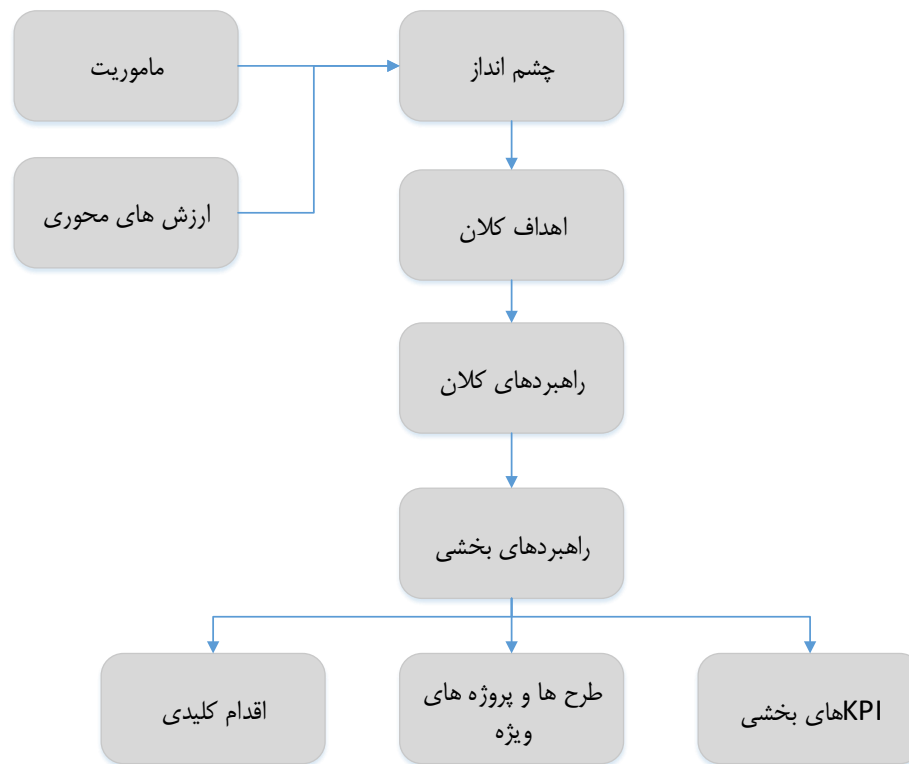 ماموریت
چشم انداز
ارزش های محوری
اهداف کلان
راهبردهای کلان
راهبردهای بخشی
KPIهای بخشی
طرح ها و پروژه های
ویژه
اقدام کلیدی